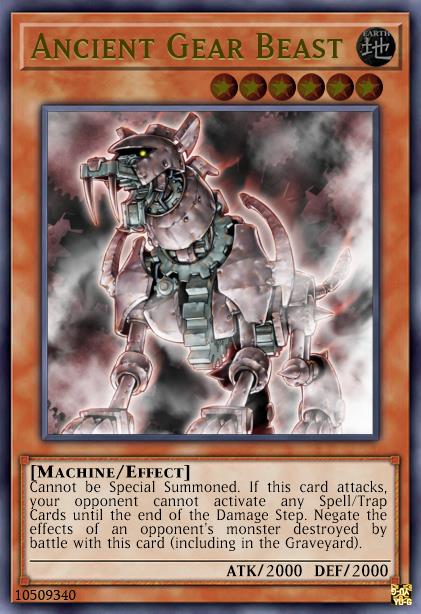 ANCIENT GEAR BEAST
EARTH
地
[MACHINE/EFFECT]
Cannot be Special Summoned. If this card attacks,
your opponent cannot activate any Spell/Trap
Cards until the end of the Damage Step. Negate the
effects of an opponent's monster destroyed by
battle with this card (including in the Graveyard).
ATK/2000 DEF/2000
10509340